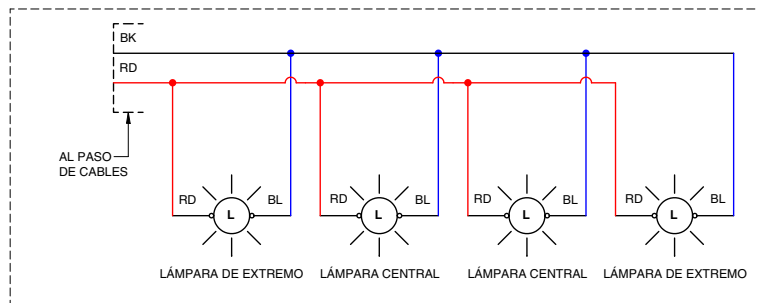 BK
RD
AL PASO
DE CABLES
RD
L
BL
RD
L
BL
RD
L
BL
RD
L
BL
LÁMPARA DE EXTREMO
LÁMPARA CENTRAL
LÁMPARA CENTRAL
LÁMPARA DE EXTREMO